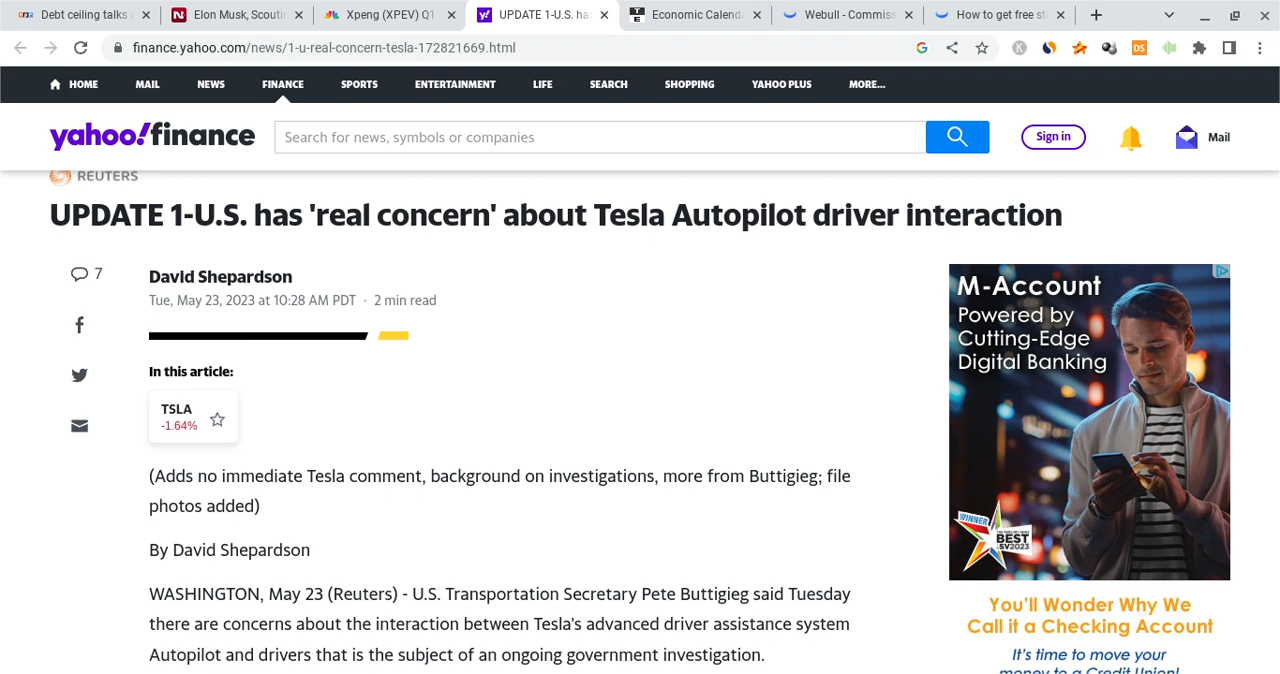 Debt ceiling talks
Elon Musk, Scouti
Xpeng (XPEV) Q1
UPDATE 1-U.S. ha
Economic Calenda
Webull - Commiss
How to get free st
finance.yahoo.com/news/1-u-real-concern-tesla-172821669.html
HOME MAIL NEWS FINANCE SPORTS ENTERTAINMENT LIFE SEARCH SHOPPING YAHOO PLUS MORE...
yahoo!finance
Search for news, symbols or companies
Sign in
Mail
REUTERS
UPDATE 1-U.S. has 'real concern' about Tesla Autopilot driver interaction
7
David Shepardson
Tue, May 23, 2023 at 10:28 AM PDT · 2 min read
In this article:
TSLA
-1.64%
(Adds no immediate Tesla comment, background on investigations, more from Buttigieg; file
photos added)
By David Shepardson
WASHINGTON, May 23 (Reuters) - U.S. Transportation Secretary Pete Buttigieg said Tuesday
there are concerns about the interaction between Tesla's advanced driver assistance system
Autopilot and drivers that is the subject of an ongoing government investigation.
M-Account
Powered by
Cutting-Edge
Digital Banking
WINNER
BEST
SV2023
You'll Wonder Why We
Call it a Checking Account
It's time to move your
money to a Credit Union!